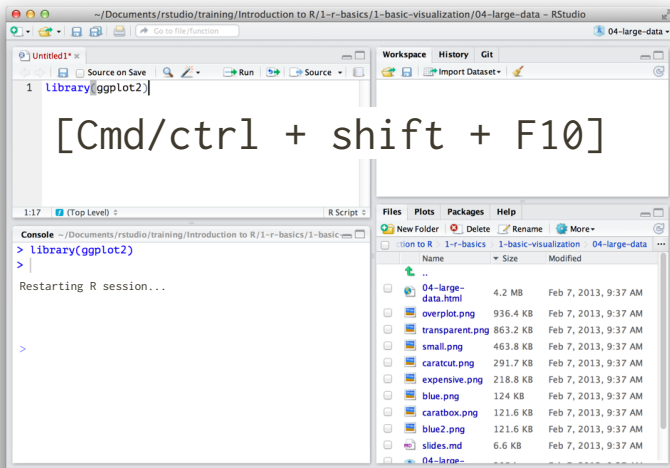 ~/Documents/rstudio/training/Introduction to R/1-r-basics/1-basic-visualization/04-large-data – RStudio
Go to file/function
04-large-data
Untitled1*
Source on Save
Run
Source
1 library(ggplot2)
[Cmd/ctrl + shift + F10]
1:17
(Top Level)
R Script
Console ~/Documents/rstudio/training/Introduction to R/1-r-basics/1-basic-
> library(ggplot2)
>
Restarting R session...
>
Workspace History Git
Import Dataset
Files Plots Packages Help
New Folder Delete Rename More
ction to R 1-r-basics 1-basic-visualization 04-large-data ...
Name Size Modified
..
04-large-
data.html 4.2 MB Feb 7, 2013, 9:37 AM
overplot.png 936.4 KB Feb 7, 2013, 9:37 AM
transparent.png 863.2 KB Feb 7, 2013, 9:37 AM
small.png 463.8 KB Feb 7, 2013, 9:37 AM
caratcut.png 291.7 KB Feb 7, 2013, 9:37 AM
expensive.png 218.8 KB Feb 7, 2013, 9:37 AM
blue.png 124 KB Feb 7, 2013, 9:37 AM
caratbox.png 121.6 KB Feb 7, 2013, 9:37 AM
blue2.png 121.6 KB Feb 7, 2013, 9:37 AM
slides.md 6.6 KB Feb 7, 2013, 9:37 AM
04-large-